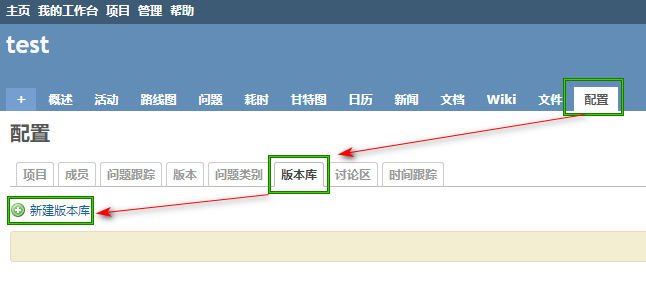 主页 我的工作台 项目 管理 帮助
test
+ 概述 活动 路线图 问题 耗时 甘特图 日历 新闻 文档 Wiki 文件 配置
配置
项目 成员 问题跟踪 版本 问题类别 版本库 讨论区 时间跟踪
新建版本库